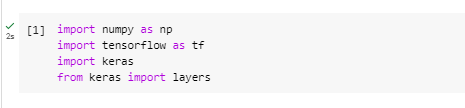 [1] import numpy as np
import tensorflow as tf
import keras
from keras import layers
2s